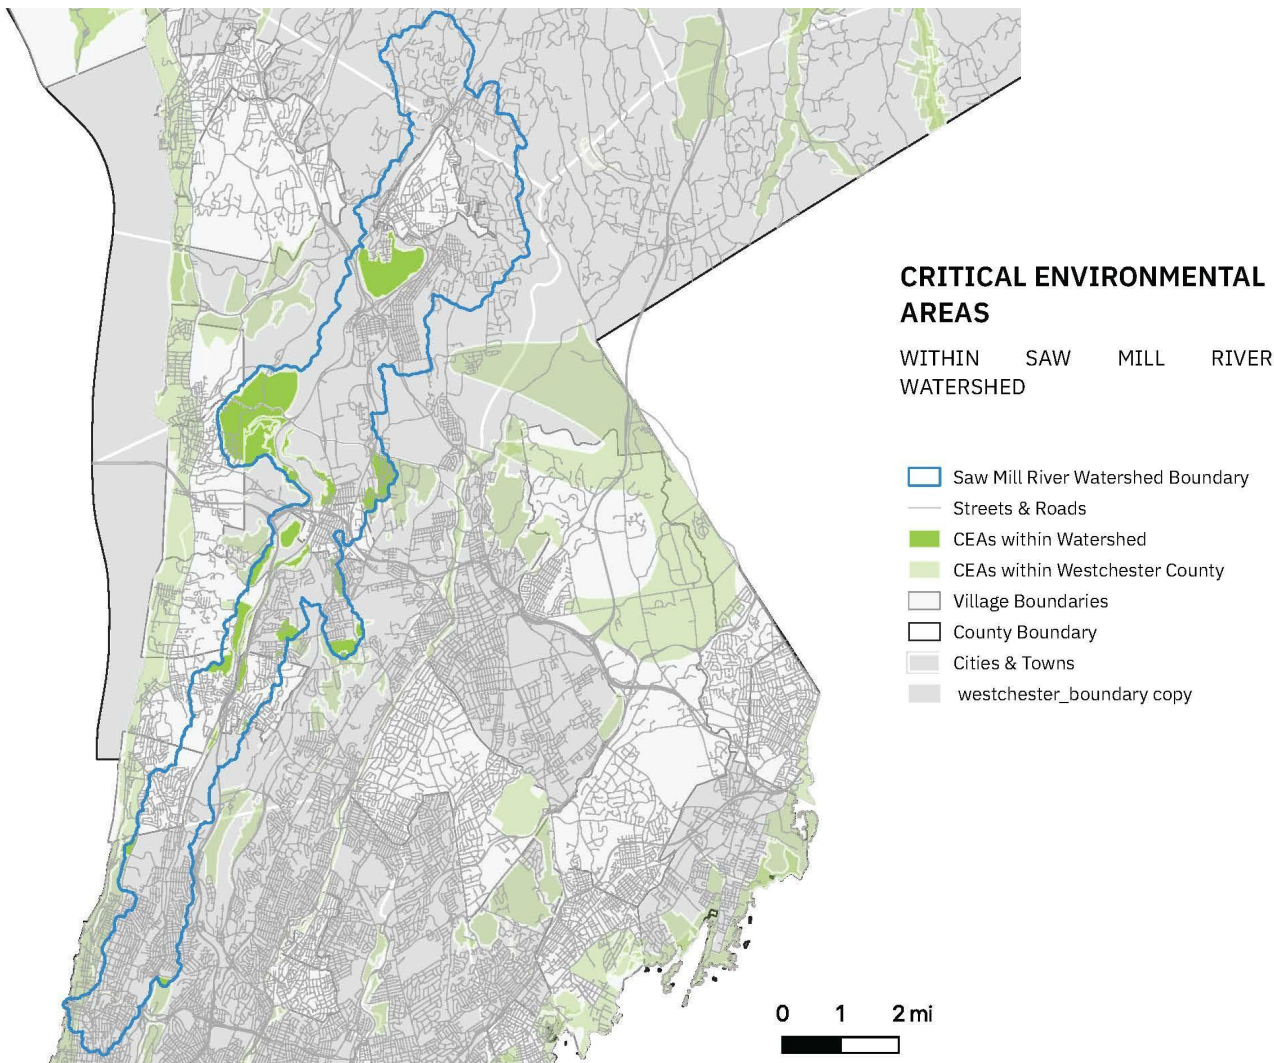 CRITICAL ENVIRONMENTAL
AREAS
WITHIN SAW MILL RIVER
WATERSHED
Saw Mill River Watershed Boundary
Streets & Roads
CEAs within Watershed
CEAs within Westchester County
Village Boundaries
County Boundary
Cities & Towns
westchester_boundary copy
0 1 2 mi